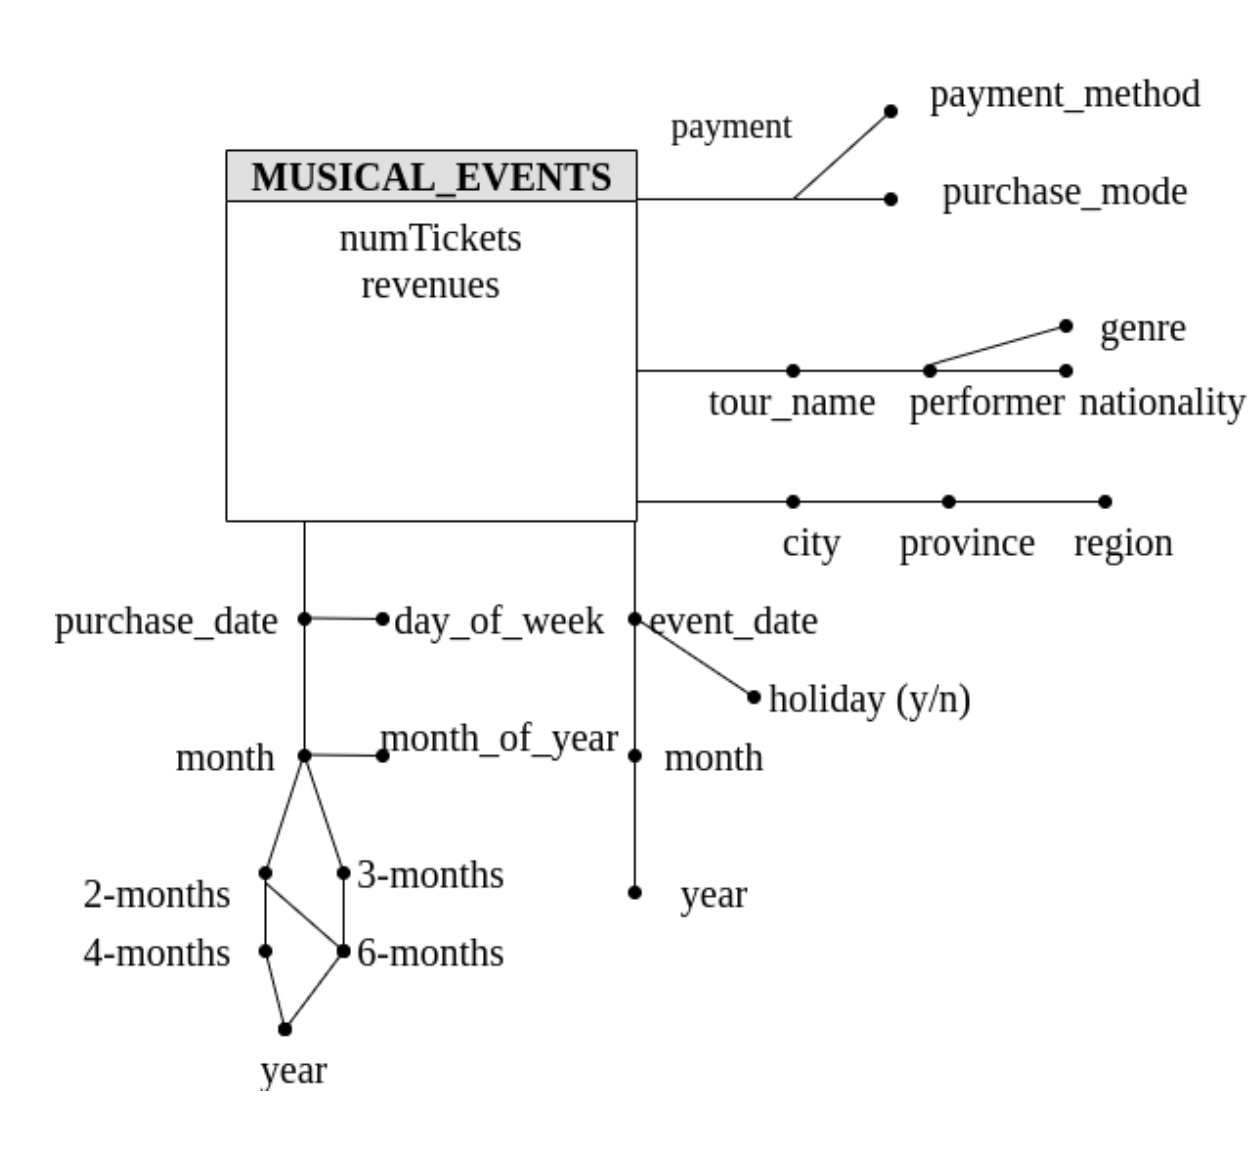 payment_method
payment
MUSICAL_EVENTS
purchase_mode
numTickets
revenues
genre
tour_name performer nationality
city province region
purchase_date day_of_week event_date
holiday (y/n)
month month_of_year month
2-months 3-months year
4-months 6-months
year